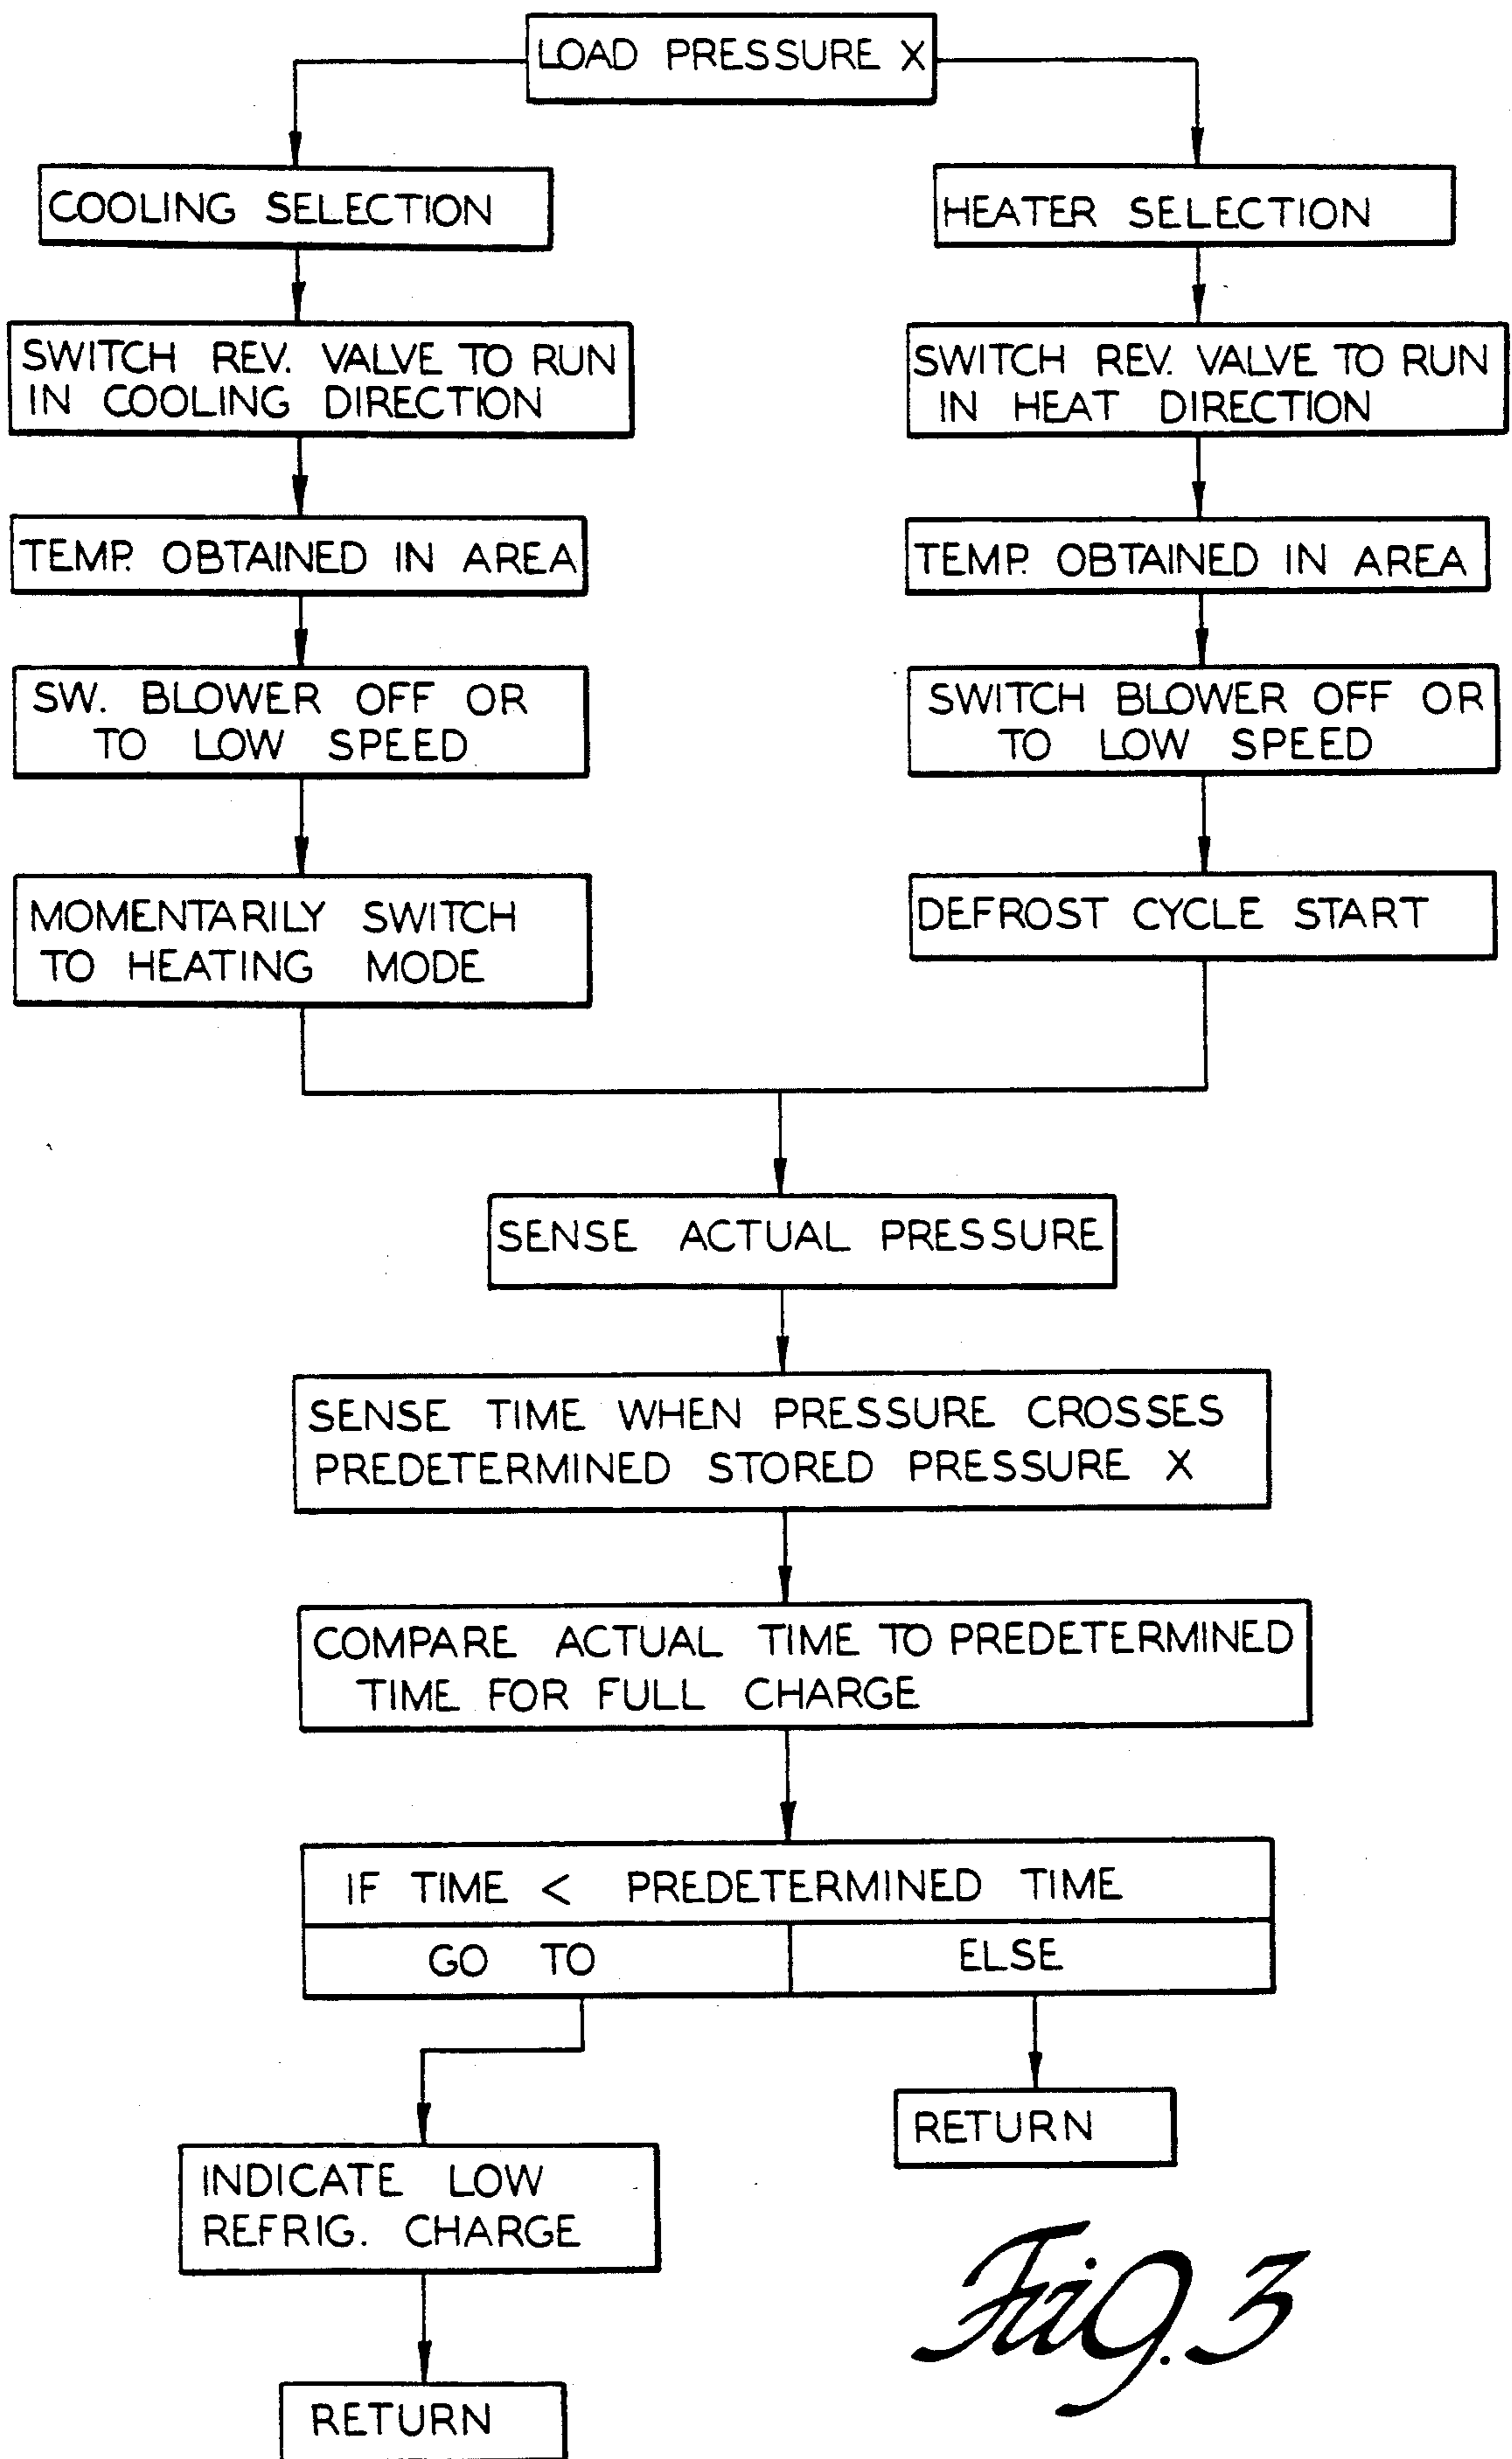 LOAD PRESSURE X
COOLING SELECTION
SWITCH REV. VALVE TO RUN
IN COOLING DIRECTION
TEMP. OBTAINED IN AREA
SW. BLOWER OFF OR
TO LOW SPEED
MOMENTARILY SWITCH
TO HEATING MODE
HEATER SELECTION
SWITCH REV. VALVE TO RUN
IN HEAT DIRECTION
TEMP. OBTAINED IN AREA
SWITCH BLOWER OFF OR
TO LOW SPEED
DEFROST CYCLE START
SENSE ACTUAL PRESSURE
SENSE TIME WHEN PRESSURE CROSSES
PREDETERMINED STORED PRESSURE X
COMPARE ACTUAL TIME TO PREDETERMINED
TIME FOR FULL CHARGE
IF TIME < PREDETERMINED TIME
GO TO
ELSE
INDICATE LOW
REFRIG. CHARGE
RETURN
RETURN
Fig. 3